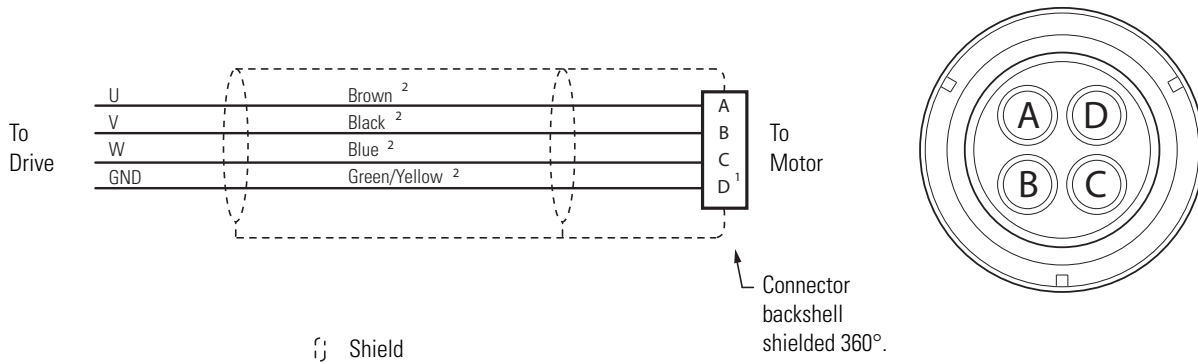 To
Drive
U Brown 2
V Black 2
W Blue 2
GND Green/Yellow 2
A
B
C
D 1
To
Motor
Connector
backshell
shielded 360°.
Shield
A D
B C